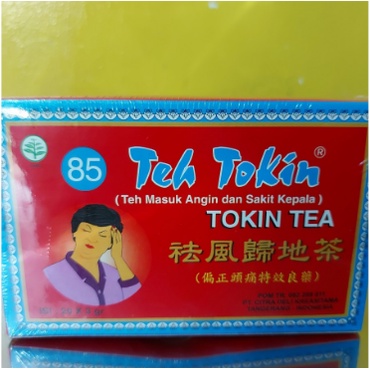 85
Teh Tokin®
(Teh Masuk Angin dan Sakit Kepala)
TOKIN TEA
祛風歸地茶
(偏正頭痛特效良藥)